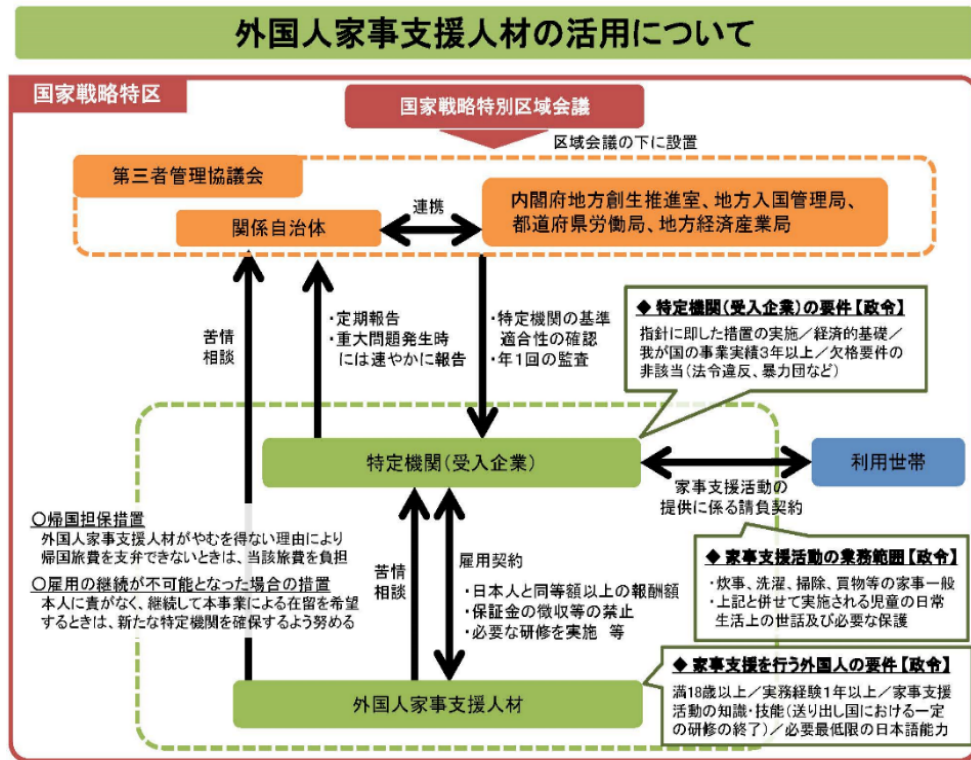 外国人家事支援人材の活用について
国家戦略特区
国家戦略特別区域会議
区域会議の下に設置
第三者管理協議会
関係自治体
連携
内閣府地方創生推進室、地方入国管理局、
都道府県労働局、地方経済産業局
苦情
相談
・定期報告
・重大問題発生時
には速やかに報告
・特定機関の基準
適合性の確認
・年1回の監査
◆ 特定機関(受入企業)の要件【政令】
指針に即した措置の実施/経済的基礎/
我が国の事業実績3年以上/欠格要件の
非該当(法令違反、暴力団など)
特定機関(受入企業)
利用世帯
家事支援活動の
提供に係る請負契約
〇帰国担保措置
外国人家事支援人材がやむを得ない理由により
帰国旅費を支弁できないときは、当該旅費を負担
〇雇用の継続が不可能となった場合の措置
本人に責がなく、継続して本事業による在留を希望
するときは、新たな特定機関を確保するよう努める
苦情
相談
雇用契約
・日本人と同等額以上の報酬額
・保証金の徴収等の禁止
・必要な研修を実施 等
◆ 家事支援活動の業務範囲【政令】
・炊事、洗濯、掃除、買物等の家事一般
・上記と併せて実施される児童の日常
生活上の世話及び必要な保護
外国人家事支援人材
◆ 家事支援を行う外国人の要件【政令】
満18歳以上/実務経験1年以上/家事支援
活動の知識・技能(送り出し国における一定
の研修の終了)/必要最低限の日本語能力